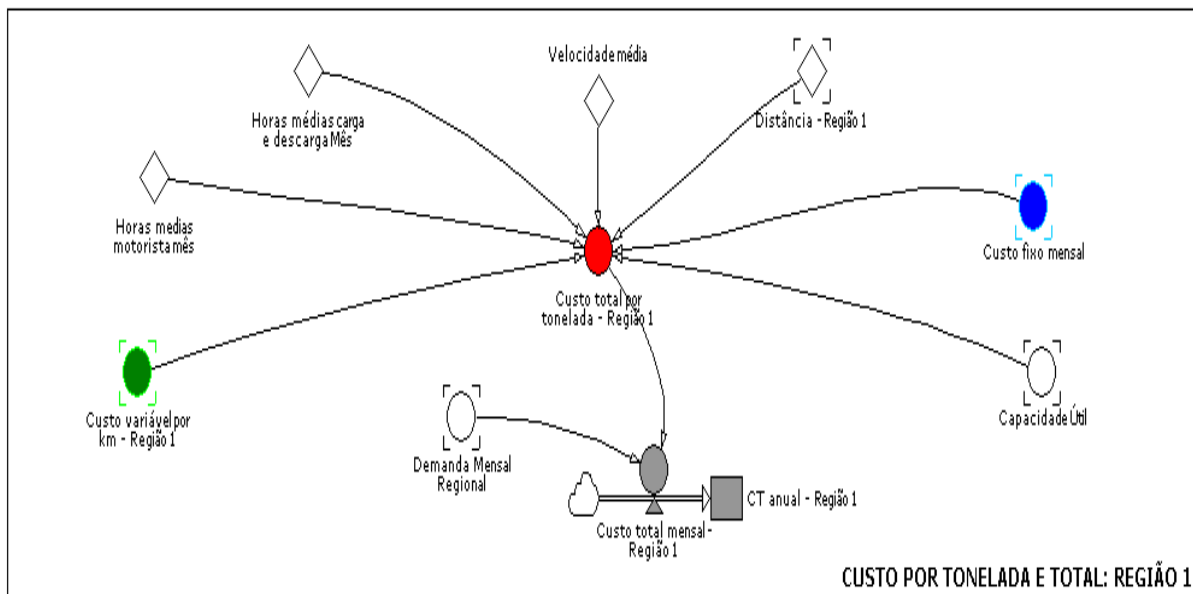 Velocidade média
Horas médias carga
e descarga Mês
Distância - Região 1
Horas medias
motorista mês
Custo fixo mensal
Custo total por
tonelada - Região 1
Custo variável por
km - Região 1
Capacidade Útil
Demanda Mensal
Regional
CT anual - Região 1
Custo total mensal -
Região 1
CUSTO POR TONELADA E TOTAL: REGIÃO 1